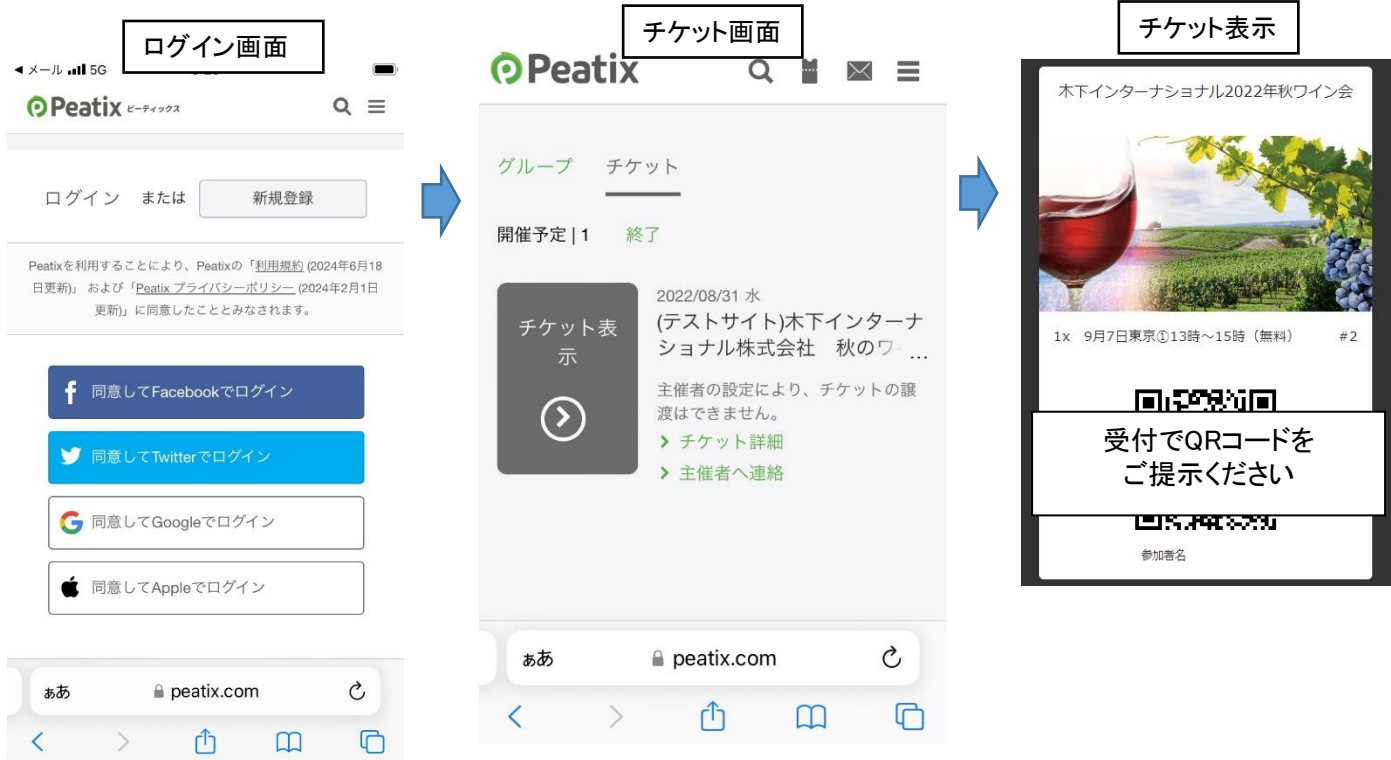 ログイン画面
メール 5G
Peatix ピーティックス
ログイン または 新規登録
Peatixを利用することにより、Peatixの「利用規約 (2024年6月18
日更新)」 および「Peatix プライバシーポリシー (2024年2月1日
更新)」に同意したこととみなされます。
同意してFacebookでログイン
同意してTwitterでログイン
同意してGoogleでログイン
同意してAppleでログイン
ぁあ peatix.com
チケット画面
Peatix
グループ チケット
開催予定 | 1 終了
チケット表
示
2022/08/31 水
(テストサイト)木下インターナ
ショナル株式会社 秋のワ…
主催者の設定により、チケットの譲
渡はできません。
チケット詳細
主催者へ連絡
ぁあ peatix.com
チケット表示
木下インターナショナル2022年秋ワイン会
1x 9月7日東京①13時～15時（無料） #2
受付でQRコードを
ご提示ください
参加者名